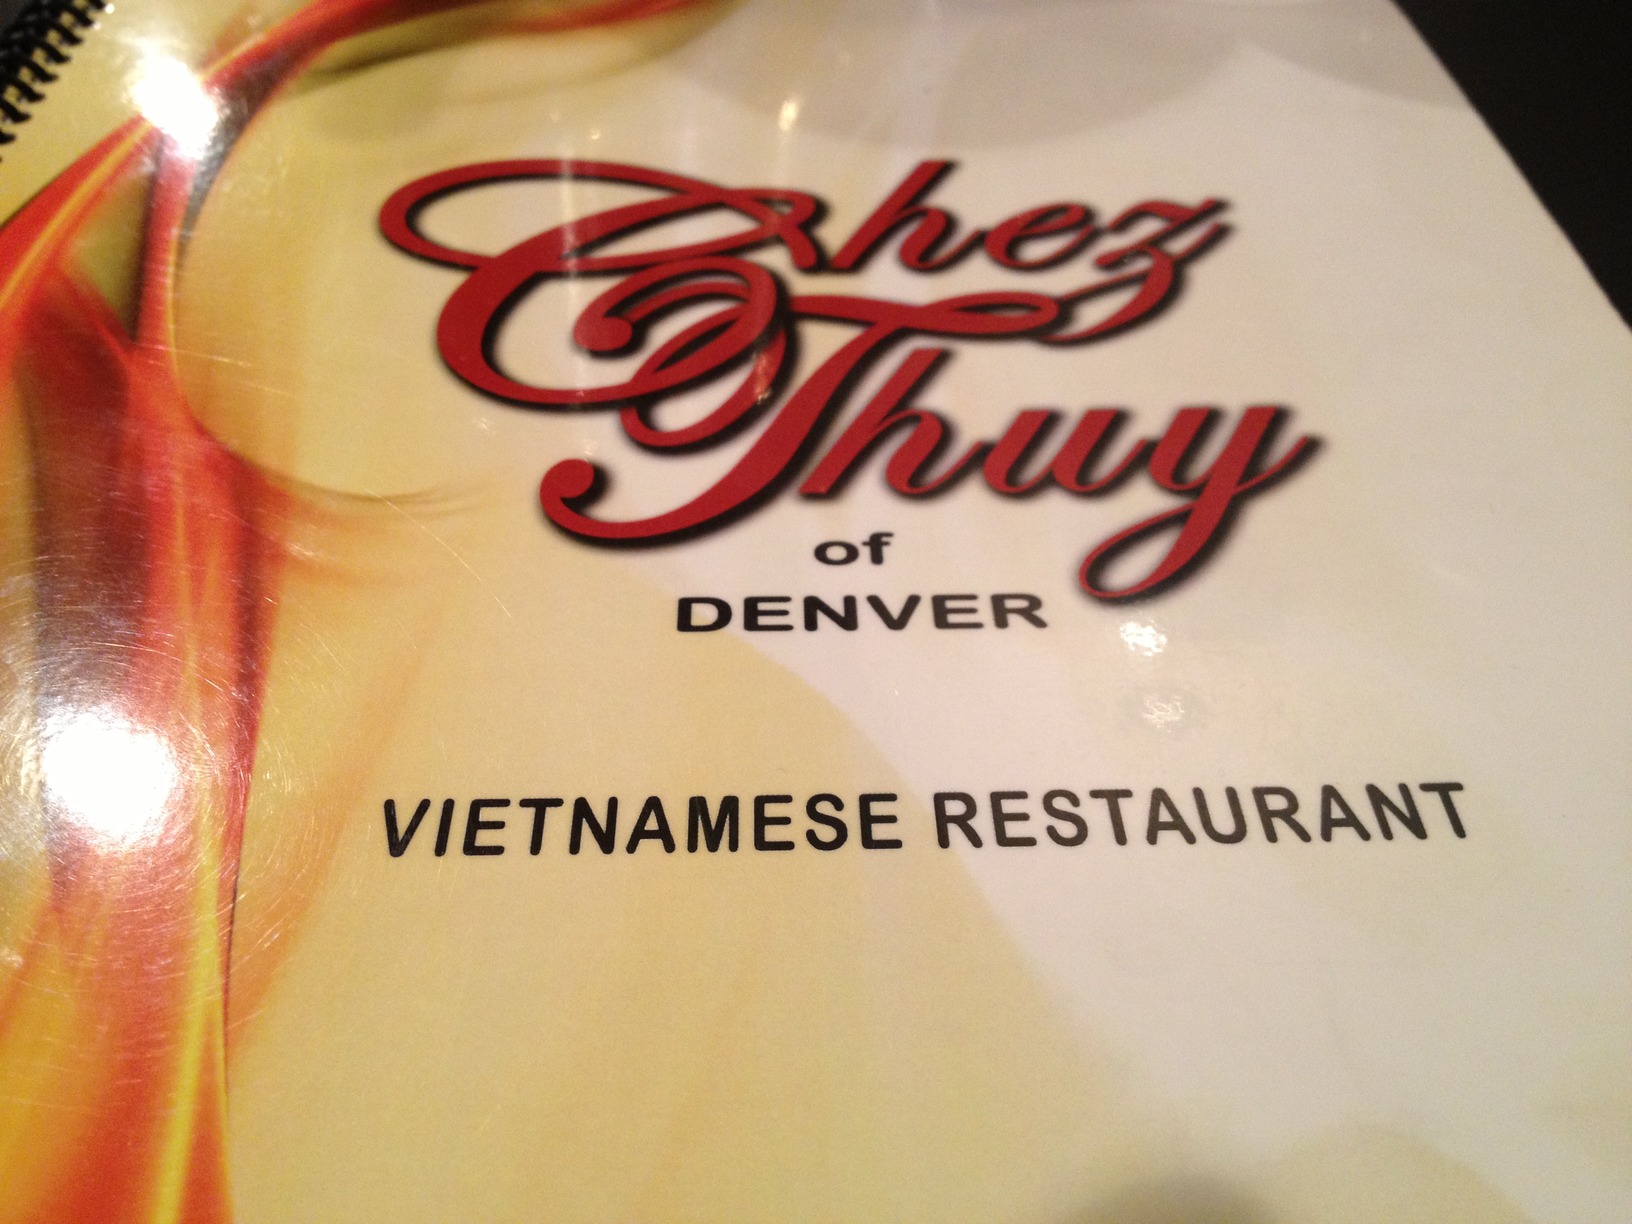 Chez
Thuy
of
DENVER
VIETNAMESE RESTAURANT